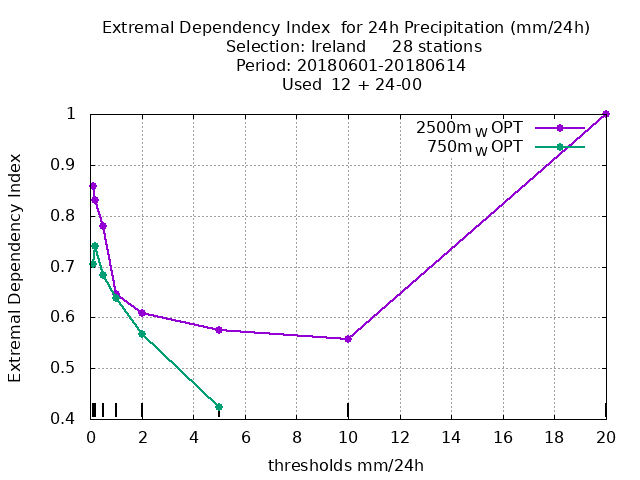 Extremal Dependency Index  for 24h Precipitation (mm/24h)
Selection: Ireland     28 stations
Period: 20180601-20180614
Used  12 + 24-00
2500m W OPT
750m W OPT
Extremal Dependency Index
1
0.9
0.8
0.7
0.6
0.5
0.4
0 2 4 6 8 10 12 14 16 18 20
thresholds mm/24h